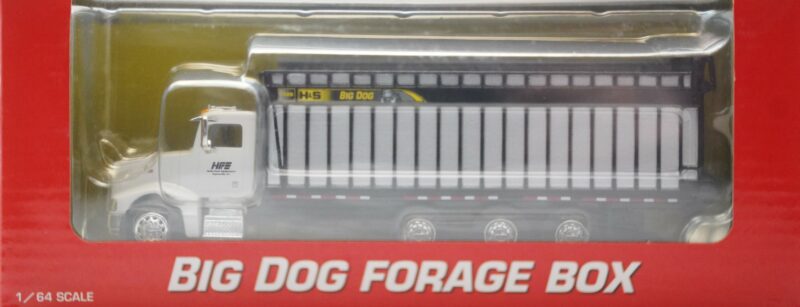 H&S BIG DOG
HFE
BIG DOG FORAGE BOX
1/64 SCALE